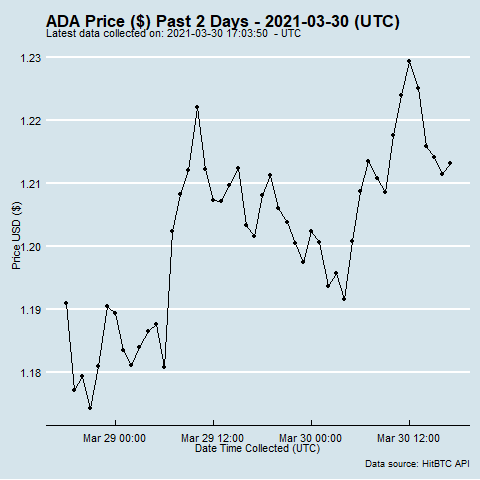 ADA Price ($) Past 2 Days - 2021-03-30 (UTC)
Latest data collected on: 2021-03-30 17:03:50 - UTC
1.23
1.22
1.21
1.20
1.19
1.18
Price USD ($)
Mar 29 00:00 Mar 29 12:00 Mar 30 00:00 Mar 30 12:00
Date Time Collected (UTC)
Data source: HitBTC API